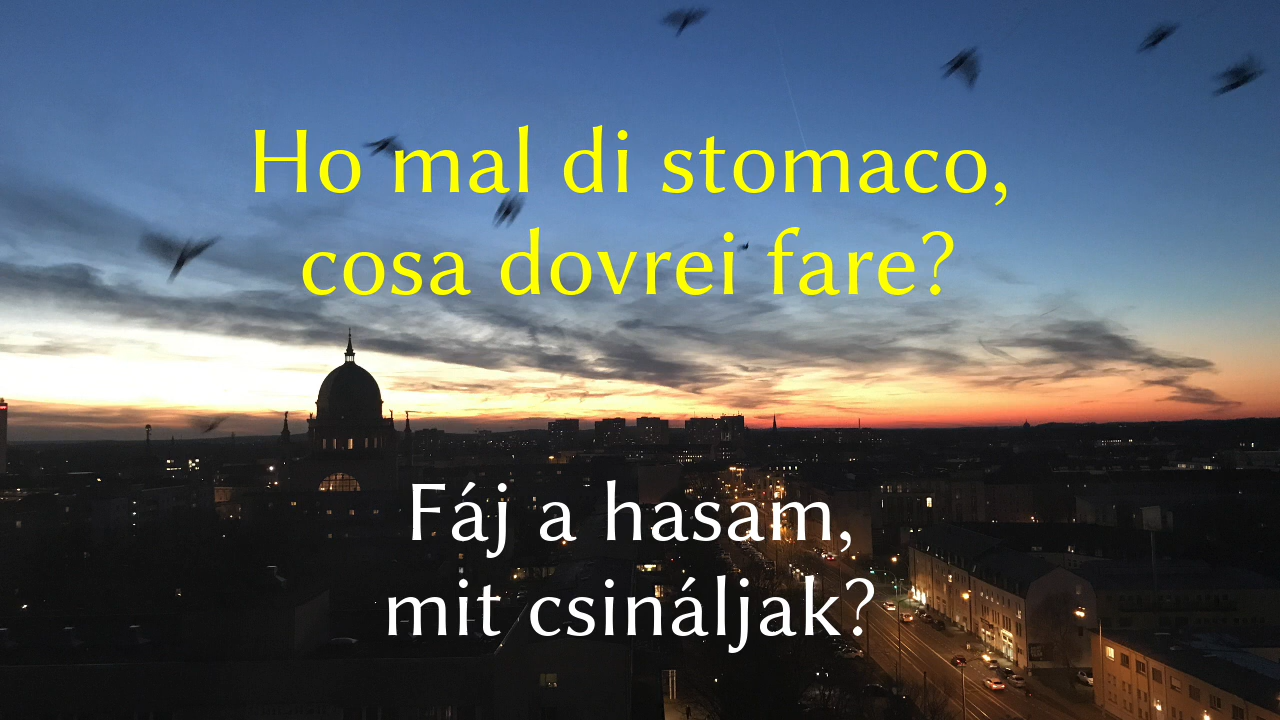 Ho mal di stomaco,
cosa dovrei fare?
Fáj a hasam,
mit csináljak?